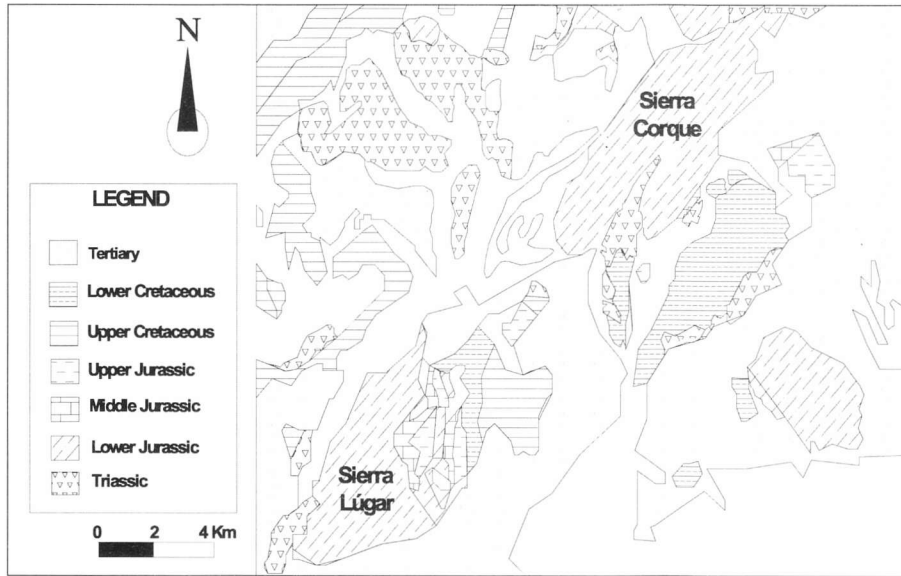 N
LEGEND
Tertiary
Lower Cretaceous
Upper Cretaceous
Upper Jurassic
Middle Jurassic
Lower Jurassic
Triassic
0 2 4 Km
Sierra
Corque
Sierra
Lúgar